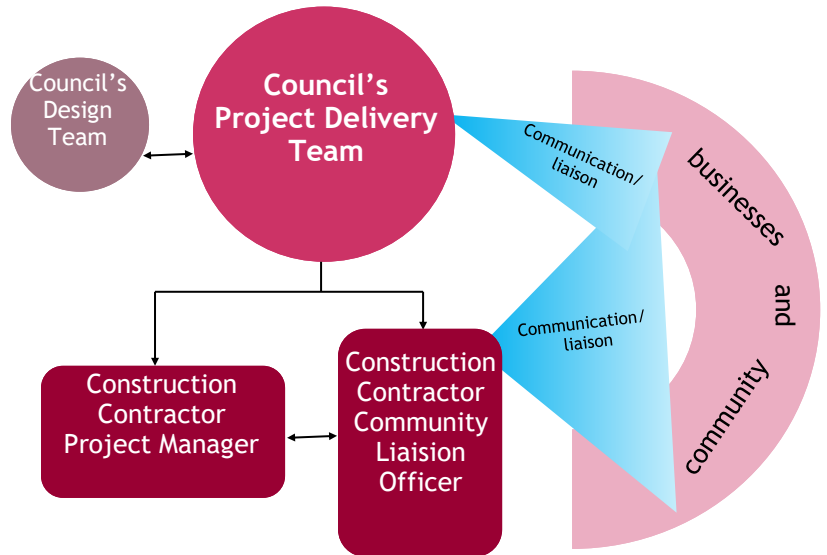 Council's
Design
Team
Council's
Project Delivery
Team
Communication/
liaison
businesses
and
community
Communication/
liaison
Construction
Contractor
Project Manager
Construction
Contractor
Community
Liaision
Officer